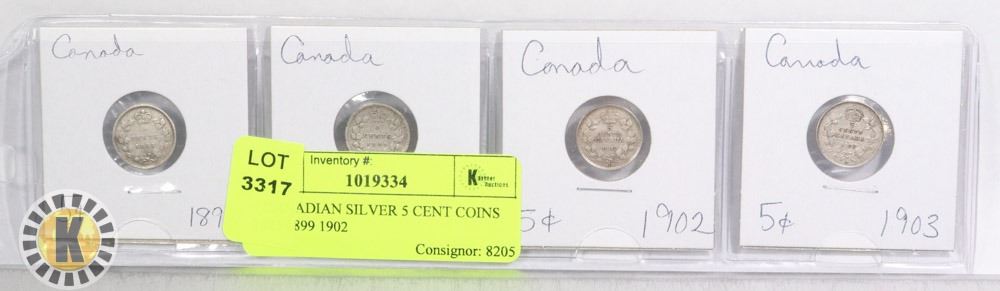 Canada
Canada
Canada
Canada
189
5¢ 1902
5¢ 1903
LOT
3317
Inventory #:
1019334
K
ADIAN SILVER 5 CENT COINS
899 1902
Consignor: 8205
K